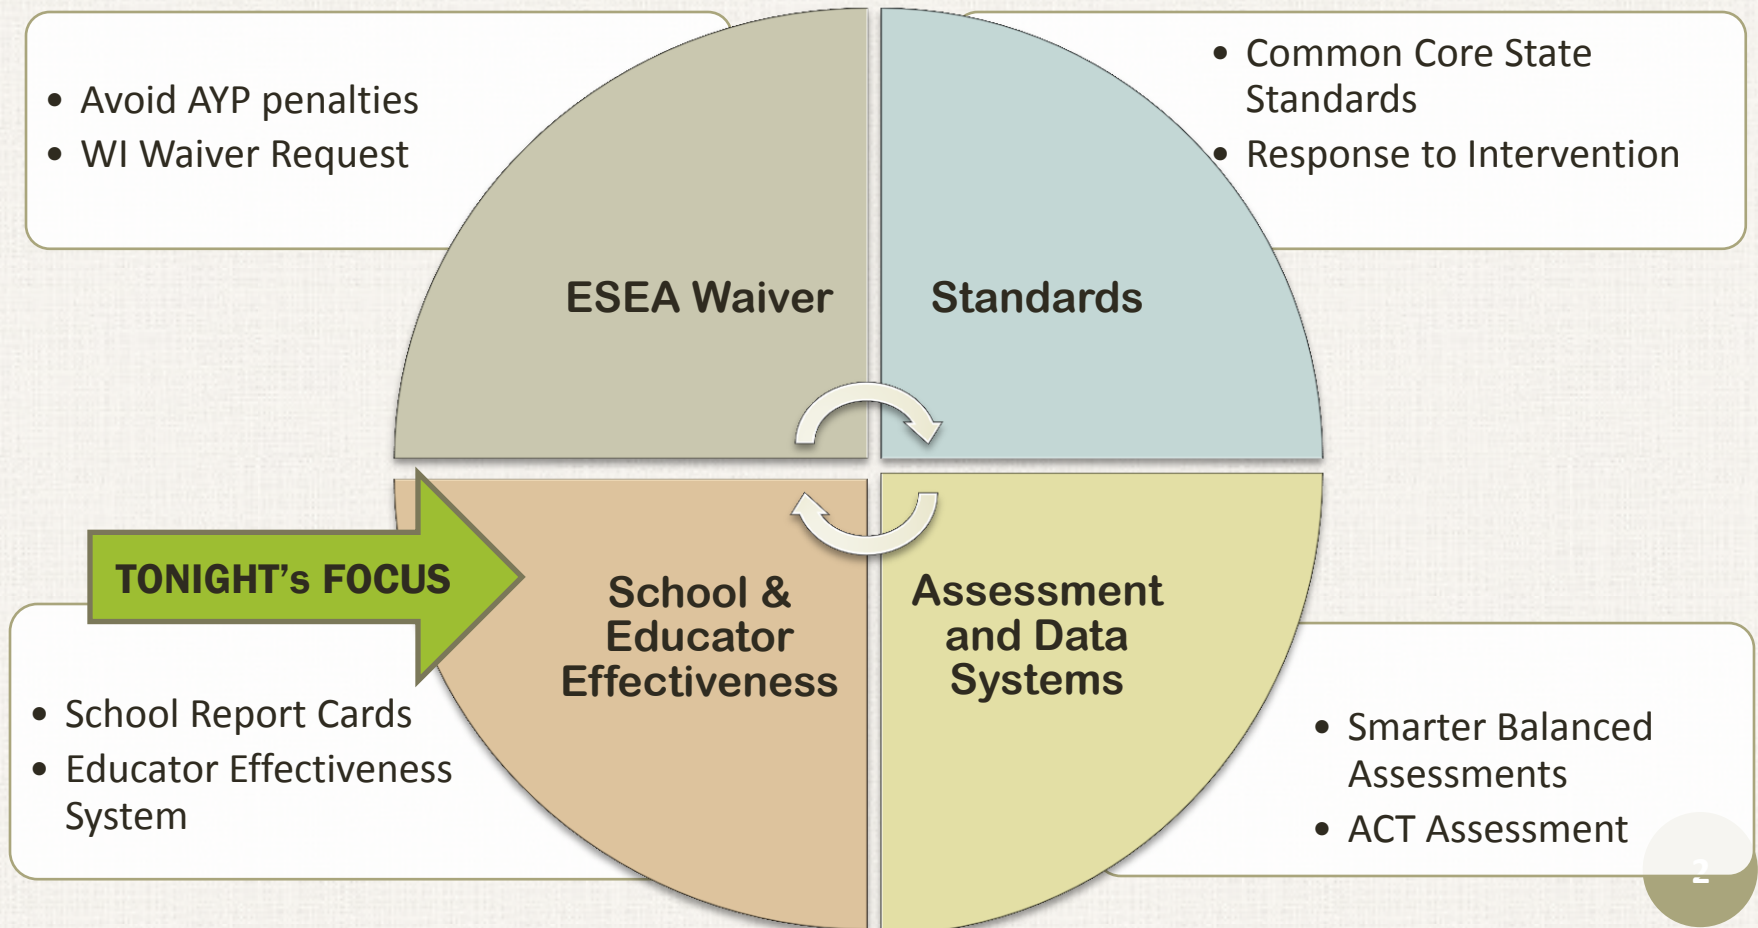 • Avoid AYP penalties
• WI Waiver Request
• Common Core State
Standards
• Response to Intervention
ESEA Waiver
Standards
TONIGHT's FOCUS
School &
Educator
Effectiveness
Assessment
and Data
Systems
• School Report Cards
• Educator Effectiveness
System
• Smarter Balanced
Assessments
• ACT Assessment
2